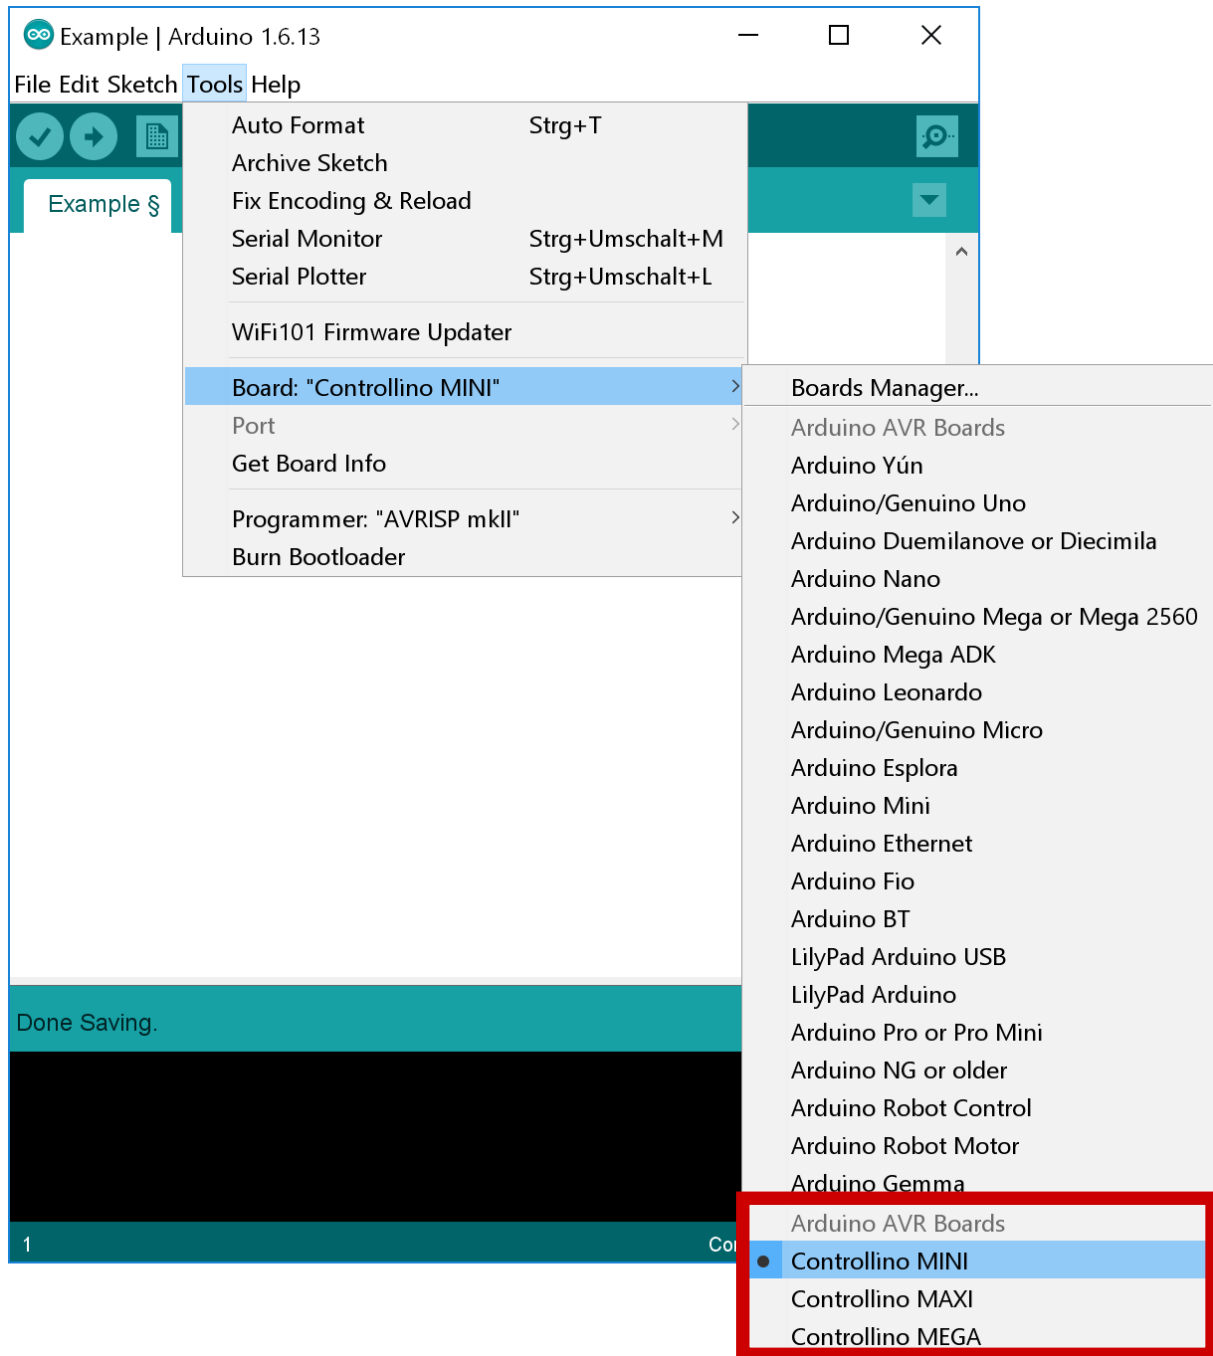 Example | Arduino 1.6.13
File Edit Sketch Tools Help
Auto Format Strg+T
Archive Sketch
Fix Encoding & Reload
Example §
Serial Monitor Strg+Umschalt+M
Serial Plotter Strg+Umschalt+L
WiFi101 Firmware Updater
Board: "Controllino MINI"
Port
Get Board Info
Programmer: "AVRISP mkII"
Burn Bootloader
Boards Manager...
Arduino AVR Boards
Arduino Yún
Arduino/Genuino Uno
Arduino Duemilanove or Diecimila
Arduino Nano
Arduino/Genuino Mega or Mega 2560
Arduino Mega ADK
Arduino Leonardo
Arduino/Genuino Micro
Arduino Esplora
Arduino Mini
Arduino Ethernet
Arduino Fio
Arduino BT
LilyPad Arduino USB
LilyPad Arduino
Arduino Pro or Pro Mini
Arduino NG or older
Arduino Robot Control
Arduino Robot Motor
Arduino Gemma
Arduino AVR Boards
Controllino MINI
Controllino MAXI
Controllino MEGA
Done Saving.
1